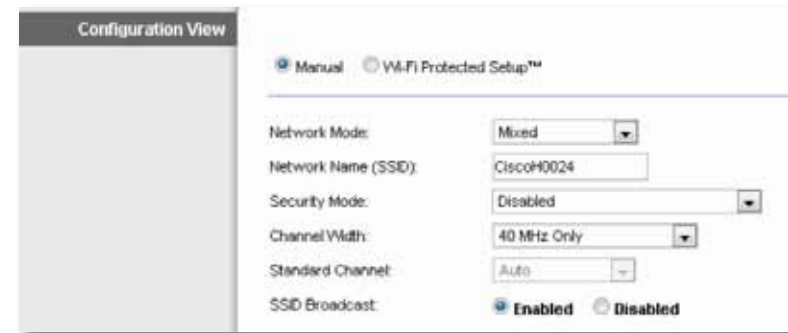 Configuration View
Manual Wi-Fi Protected Setup™
Network Mode: Mixed
Network Name (SSID): CiscoH0024
Security Mode: Disabled
Channel Width: 40 MHz Only
Standard Channel: Auto
SSID Broadcast: Enabled Disabled